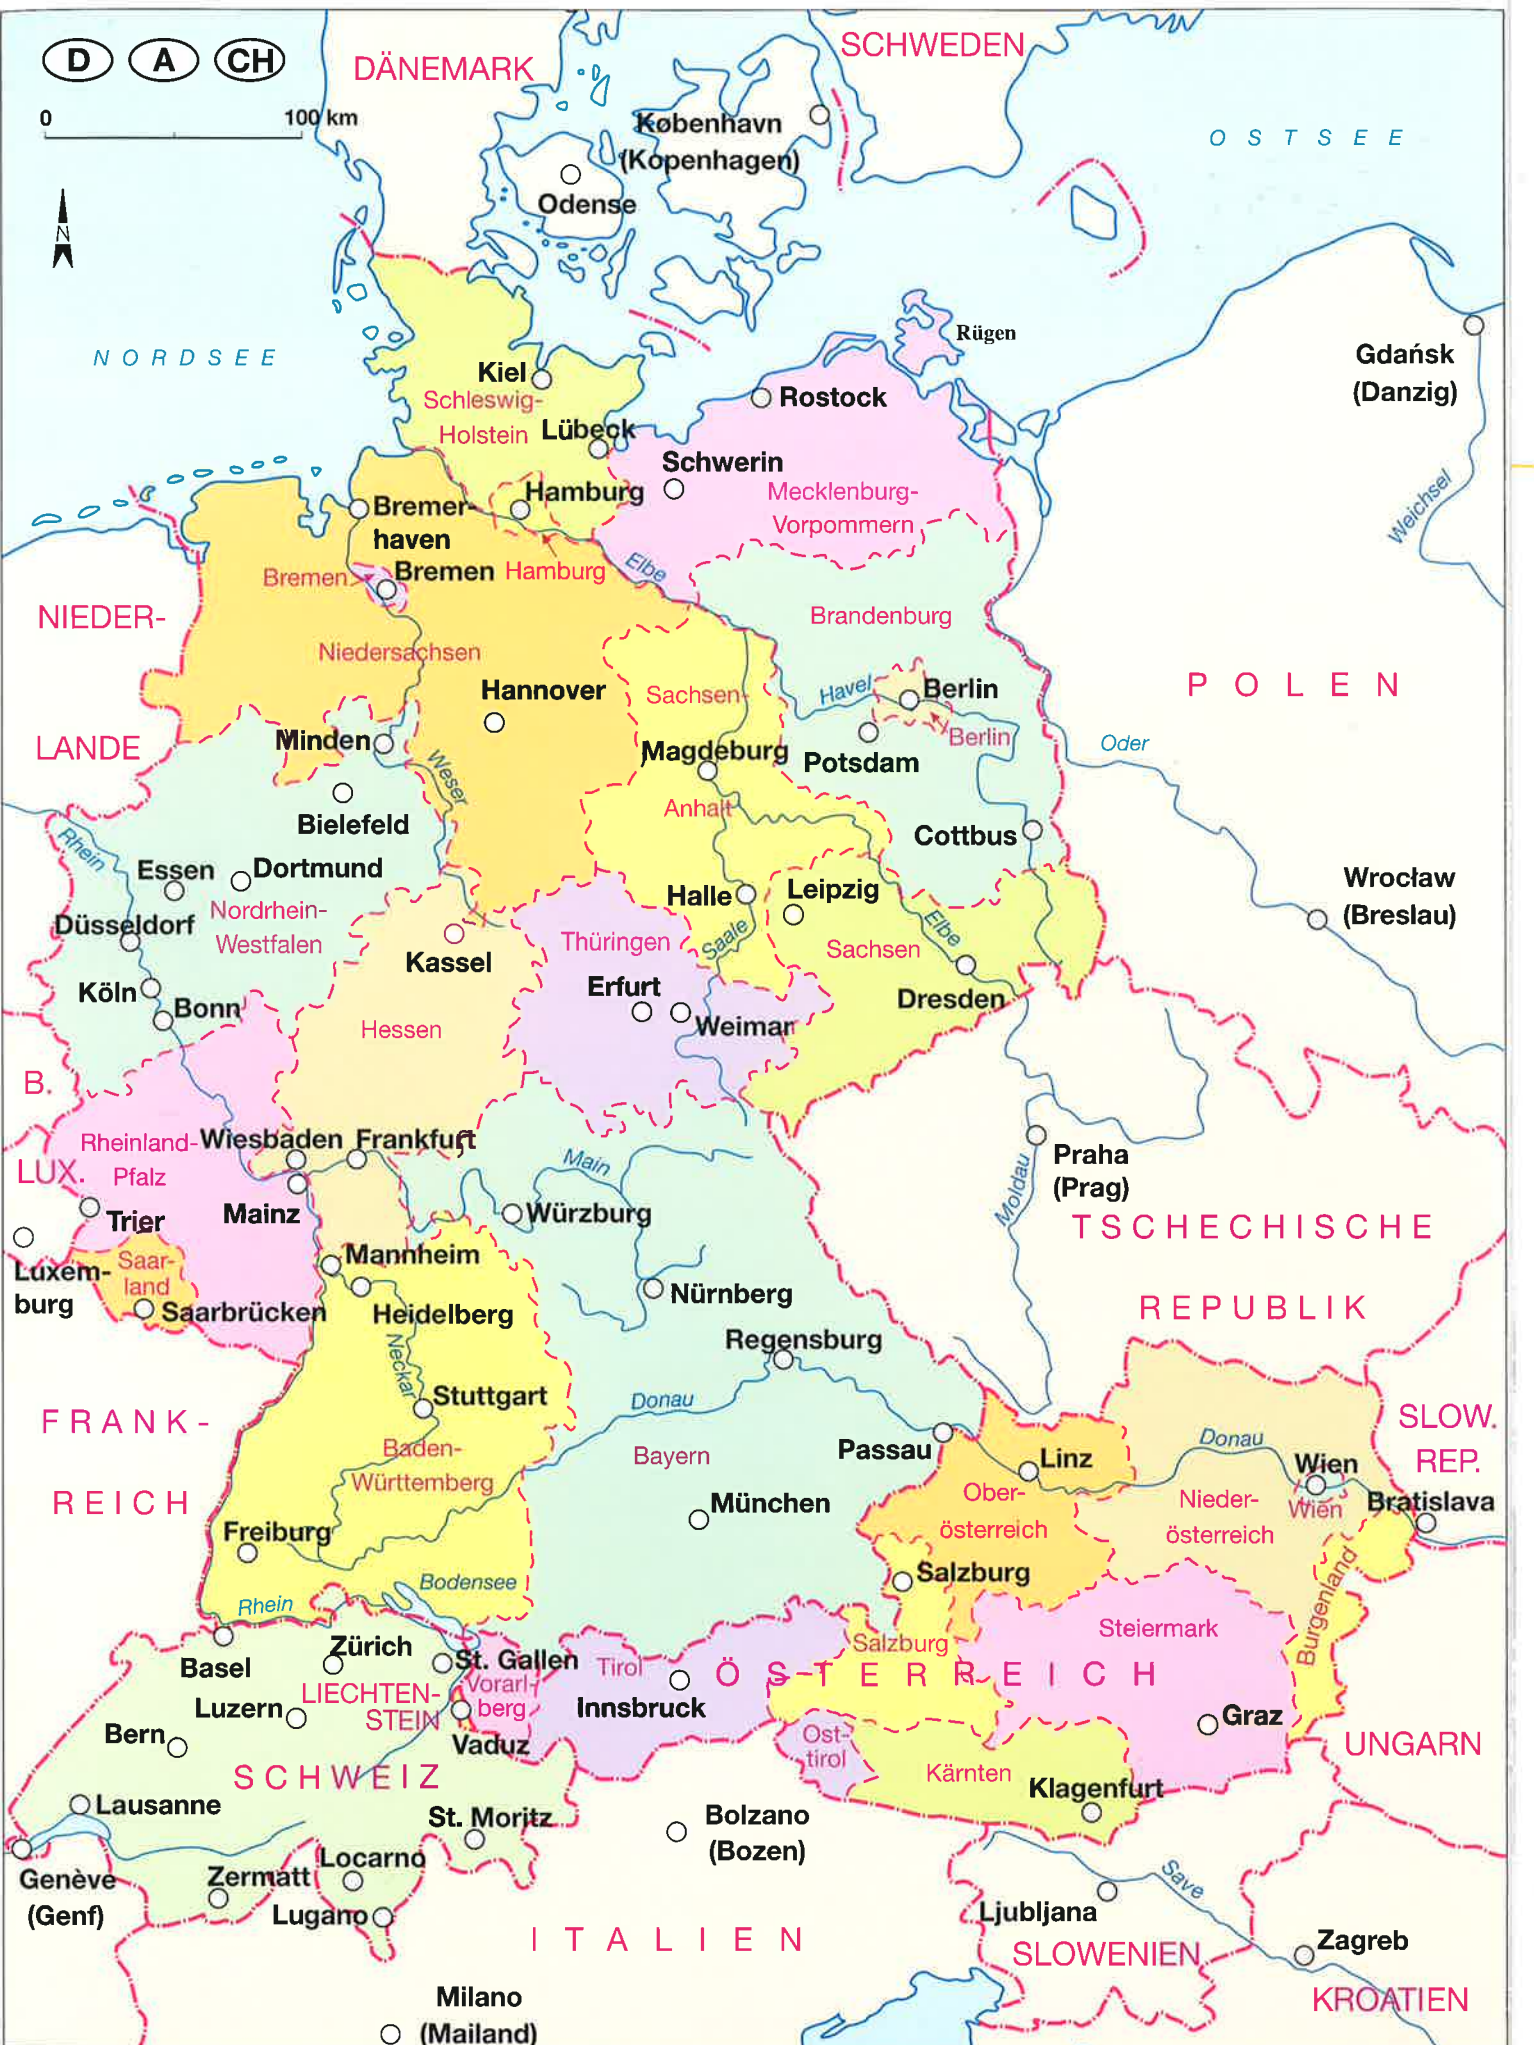 D A CH
0 100 km
N
DÄNEMARK
SCHWEDEN
København
(Kopenhagen)
Odense
OSTSEE
NORDSEE
Rügen
Gdańsk
(Danzig)
Kiel
Schleswig-
Holstein
Lübeck
Rostock
Schwerin
Mecklenburg-
Vorpommern
Weichsel
Hamburg
Bremer-
haven
Bremen
Bremen
Hamburg
Elbe
NIEDER-
LANDE
Brandenburg
Niedersachsen
Hannover
Sachsen-
Anhalt
Havel
Berlin
Berlin
Potsdam
POLEN
Minden
Magdeburg
Oder
Weser
Bielefeld
Rhein
Cottbus
Essen
Dortmund
Halle
Leipzig
Wrocław
(Breslau)
Düsseldorf
Nordrhein-
Westfalen
Kassel
Thüringen
Saale
Sachsen
Elbe
Köln
Bonn
Erfurt
Weimar
Dresden
Hessen
B.
Rheinland-
Pfalz
Wiesbaden
Frankfurt
LUX.
Main
Moldau
Praha
(Prag)
Trier
Mainz
Würzburg
TSCHECHISCHE
REPUBLIK
Luxem-
burg
Saar-
land
Saarbrücken
Mannheim
Heidelberg
Nürnberg
Regensburg
Neckar
Stuttgart
Donau
FRANK-
REICH
Baden-
Württemberg
Bayern
Passau
Linz
Donau
Wien
Wien
SLOW.
REP.
Bratislava
München
Ober-
österreich
Nieder-
österreich
Freiburg
Salzburg
Burgenland
Bodensee
Rhein
Basel
Zürich
St. Gallen
Tirol
Salzburg
Steiermark
ÖSTERREICH
Luzern
LIECHTEN-
STEIN
Vorarl-
berg
Innsbruck
Graz
Bern
Vaduz
Ost-
tirol
UNGARN
SCHWEIZ
Kärnten
Klagenfurt
Lausanne
St. Moritz
Bolzano
(Bozen)
Genève
(Genf)
Zermatt
Locarno
Lugano
Save
Ljubljana
ITALIEN
SLOWENIEN
Zagreb
KROATIEN
Milano
(Mailand)